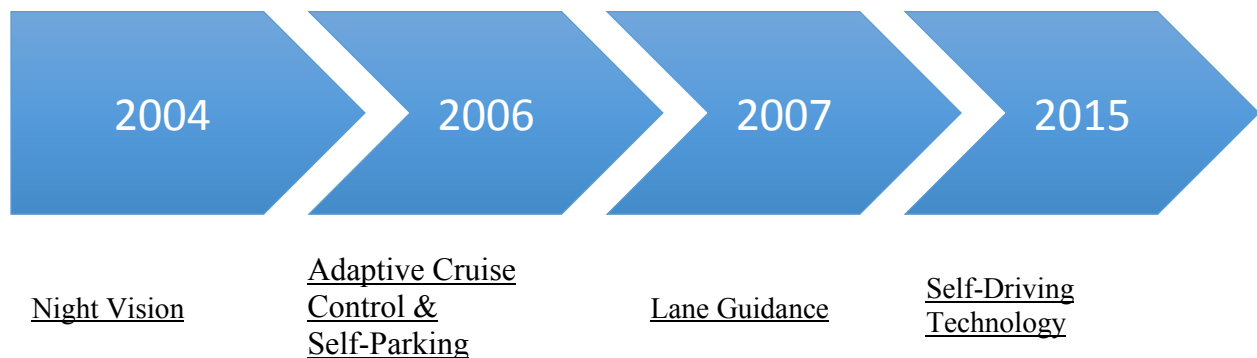 2004
2006
2007
2015
Night Vision
Adaptive Cruise
Control &
Self-Parking
Lane Guidance
Self-Driving
Technology